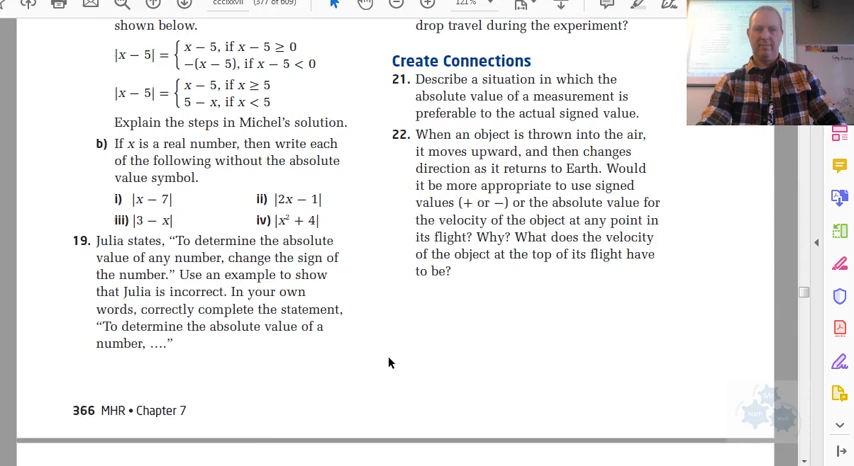 (377 of 609)
121%
shown below.
|x − 5| = { x − 5, if x − 5 ≥ 0
−(x − 5), if x − 5 < 0
|x − 5| = { x − 5, if x ≥ 5
5 − x, if x < 5
Explain the steps in Michel's solution.
b) If x is a real number, then write each
of the following without the absolute
value symbol.
i) |x − 7| ii) |2x − 1|
iii) |3 − x| iv) |x² + 4|
19. Julia states, “To determine the absolute
value of any number, change the sign of
the number.” Use an example to show
that Julia is incorrect. In your own
words, correctly complete the statement,
“To determine the absolute value of a
number, ….”
366 MHR • Chapter 7
drop travel during the experiment?
Create Connections
21. Describe a situation in which the
absolute value of a measurement is
preferable to the actual signed value.
22. When an object is thrown into the air,
it moves upward, and then changes
direction as it returns to Earth. Would
it be more appropriate to use signed
values (+ or −) or the absolute value for
the velocity of the object at any point in
its flight? Why? What does the velocity
of the object at the top of its flight have
to be?